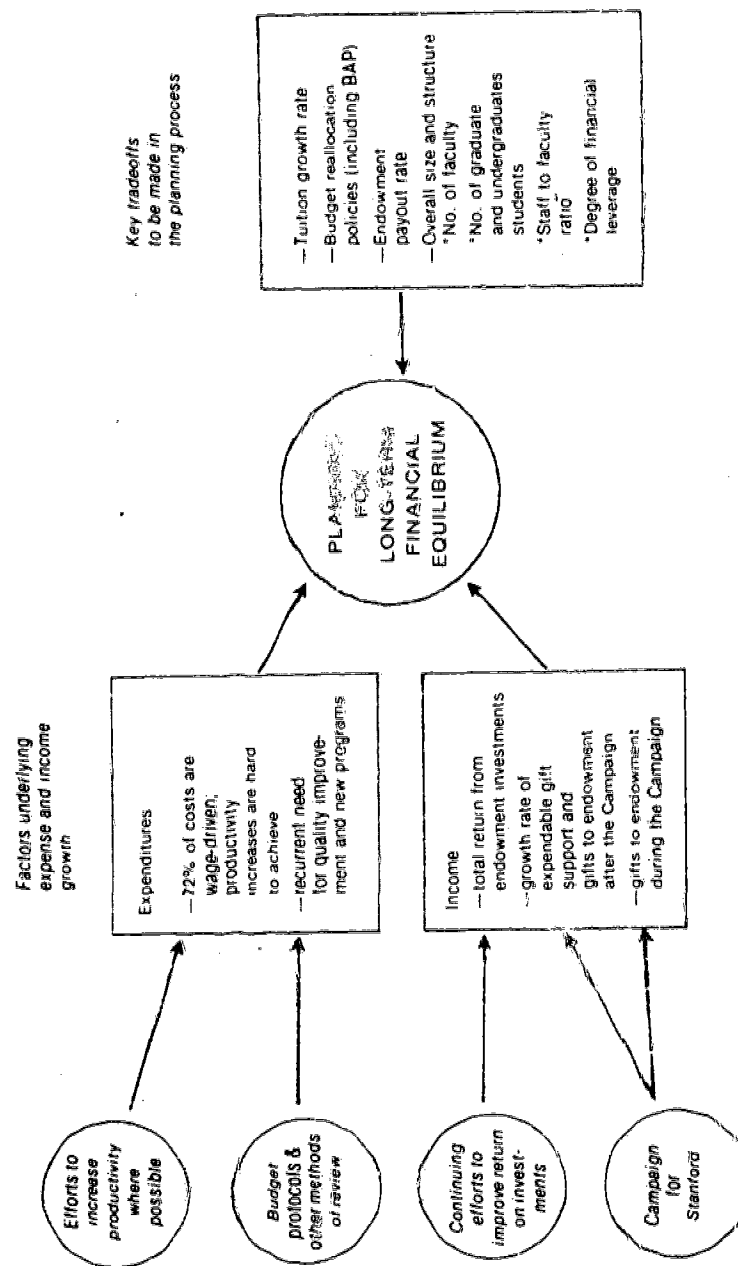 Efforts to
increase
productivity
where
possible
Budget
protocols &
other methods
of review
Continuing
efforts to
improve return
on invest-
ments
Campaign
for
Stanford
Factors underlying
expense and income
growth
Expenditures
—72% of costs are
wage-driven;
productivity
increases are hard
to achieve
—recurrent need
for quality improve-
ment and new programs
Income
—total return from
endowment investments
—growth rate of
expendable gift
support and
gifts to endowment
after the Campaign
—gifts to endowment
during the Campaign
PLANNING
FOR
LONG-TERM
FINANCIAL
EQUILIBRIUM
Key tradeoffs
to be made in
the planning process
—Tuition growth rate
—Budget reallocation
policies (including BAP)
—Endowment
payout rate
—Overall size and structure
*No. of faculty
*No. of graduate
and undergraduates
students
*Staff to faculty
ratio
*Degree of financial
leverage